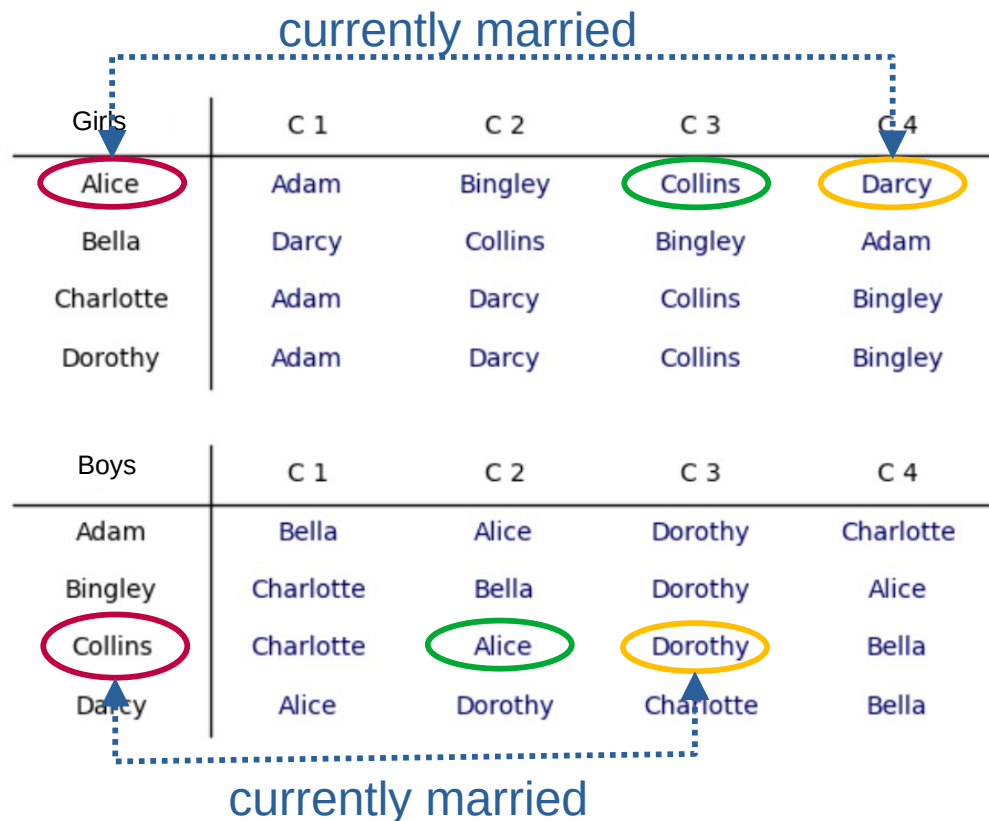 currently married
Girls C 1 C 2 C 3 C 4
Alice Adam Bingley Collins Darcy
Bella Darcy Collins Bingley Adam
Charlotte Adam Darcy Collins Bingley
Dorothy Adam Darcy Collins Bingley
Boys C 1 C 2 C 3 C 4
Adam Bella Alice Dorothy Charlotte
Bingley Charlotte Bella Dorothy Alice
Collins Charlotte Alice Dorothy Bella
Darcy Alice Dorothy Charlotte Bella
currently married